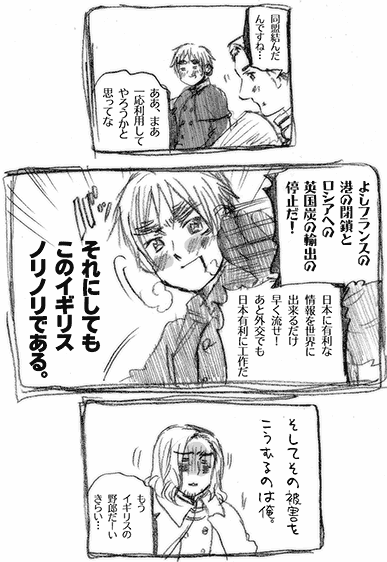 同盟結んだ
んですね…
ああ、まあ
一応利用して
やろうかと
思ってな
よしフランスの
港の閉鎖と
ロシアへの
英国炭の輸出の
停止だ！
日本に有利な
情報を世界に
出来るだけ
早く流せ！
あと外交でも
日本有利に工作だ
それにしても
このイギリス
ノリノリである。
そしてその被害を
こうむるのは俺。
もう
イギリスの
野郎だーい
きらい…